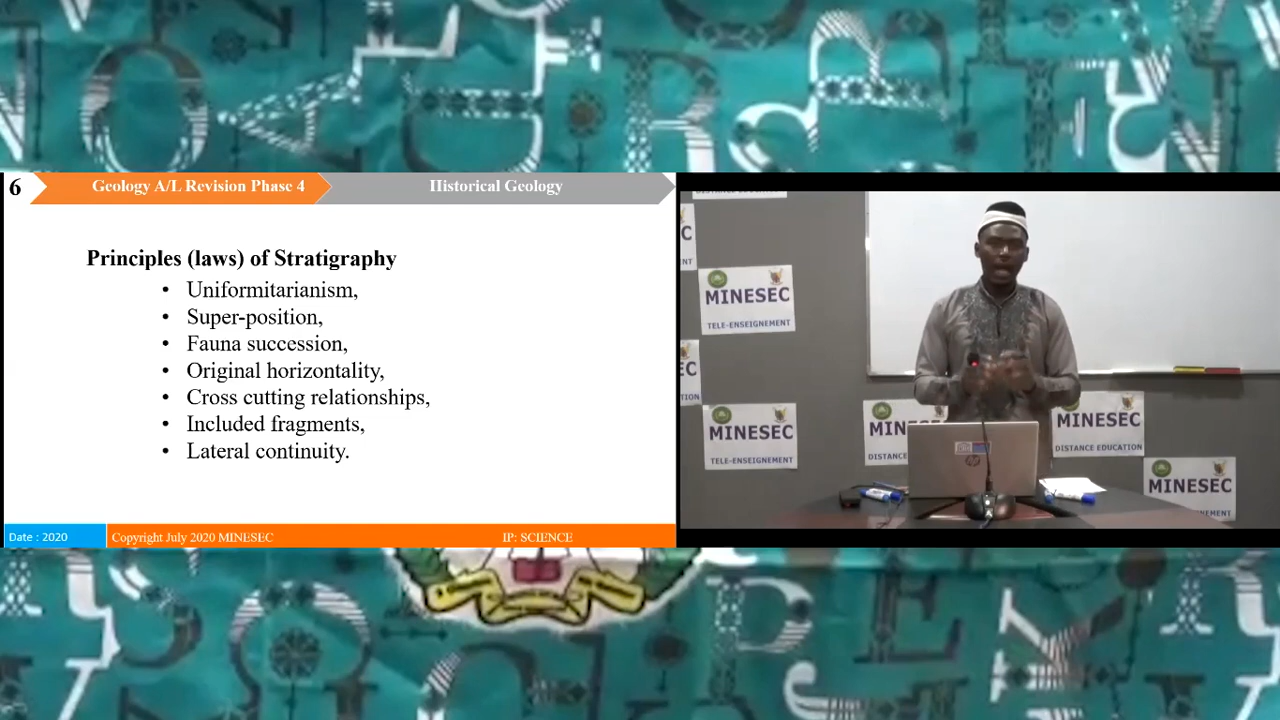 6
Geology A/L Revision Phase 4
Historical Geology
Principles (laws) of Stratigraphy
• Uniformitarianism,
• Super-position,
• Fauna succession,
• Original horizontality,
• Cross cutting relationships,
• Included fragments,
• Lateral continuity.
Date : 2020
Copyright July 2020 MINESEC
IP: SCIENCE
MINESEC
TELE-ENSEIGNEMENT
MINESEC
TELE-ENSEIGNEMENT
DISTANCE
DISTANCE EDUCATION
MINESEC
MINESEC
hp